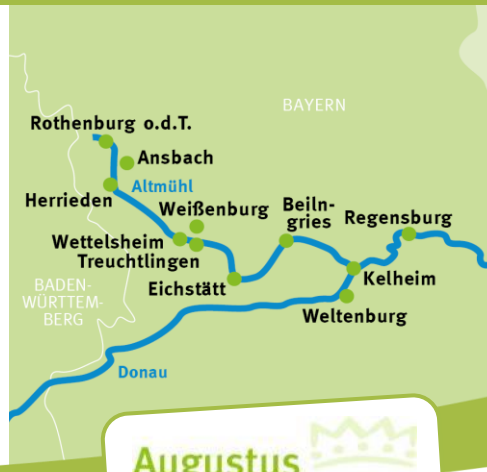 BAYERN
Rothenburg o.d.T.
Ansbach
Altmühl
Herrieden
Weißenburg
Beiln-
gries
Regensburg
Wettelsheim
Treuchtlingen
Eichstätt
Kelheim
BADEN-
WÜRTTEM-
BERG
Weltenburg
Donau
Augustus